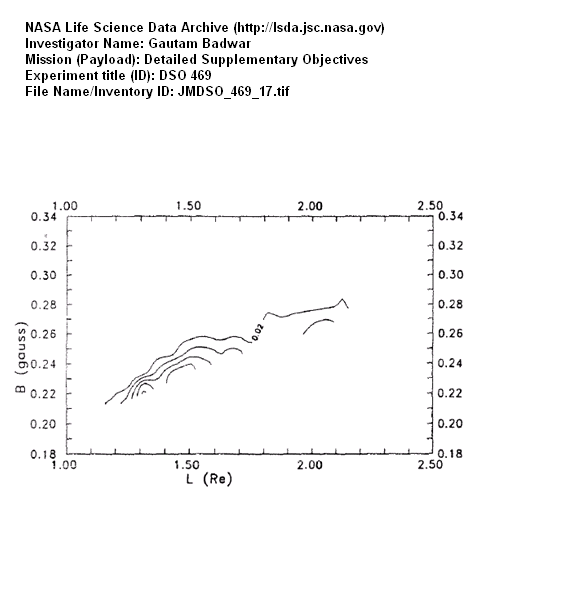 NASA Life Science Data Archive (http://lsda.jsc.nasa.gov)
Investigator Name: Gautam Badwar
Mission (Payload): Detailed Supplementary Objectives
Experiment title (ID): DSO 469
File Name/Inventory ID: JMDSO_469_17.tif
1.00 1.50 2.00 2.50
0.34 0.34
0.32 0.32
0.30 0.30
0.28 0.28
0.02
0.26 0.26
B (gauss)
0.24 0.24
0.22 0.22
0.20 0.20
0.18 0.18
1.00 1.50 2.00 2.50
L (Re)